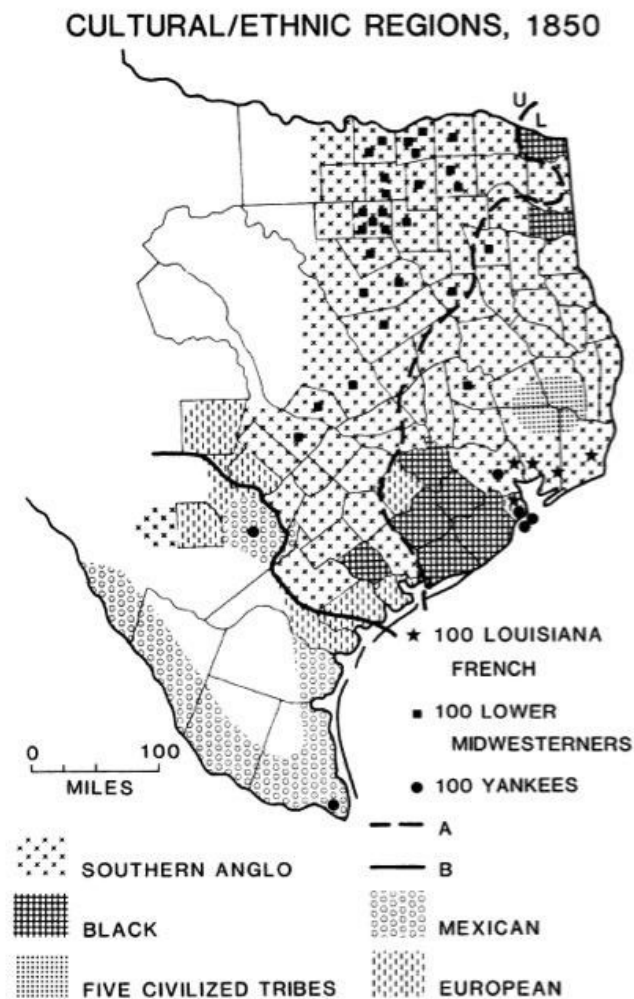 CULTURAL/ETHNIC REGIONS, 1850
U
L
100 LOUISIANA
FRENCH
100 LOWER
MIDWESTERNERS
100 YANKEES
0 100
MILES
A
B
SOUTHERN ANGLO
BLACK
MEXICAN
FIVE CIVILIZED TRIBES
EUROPEAN